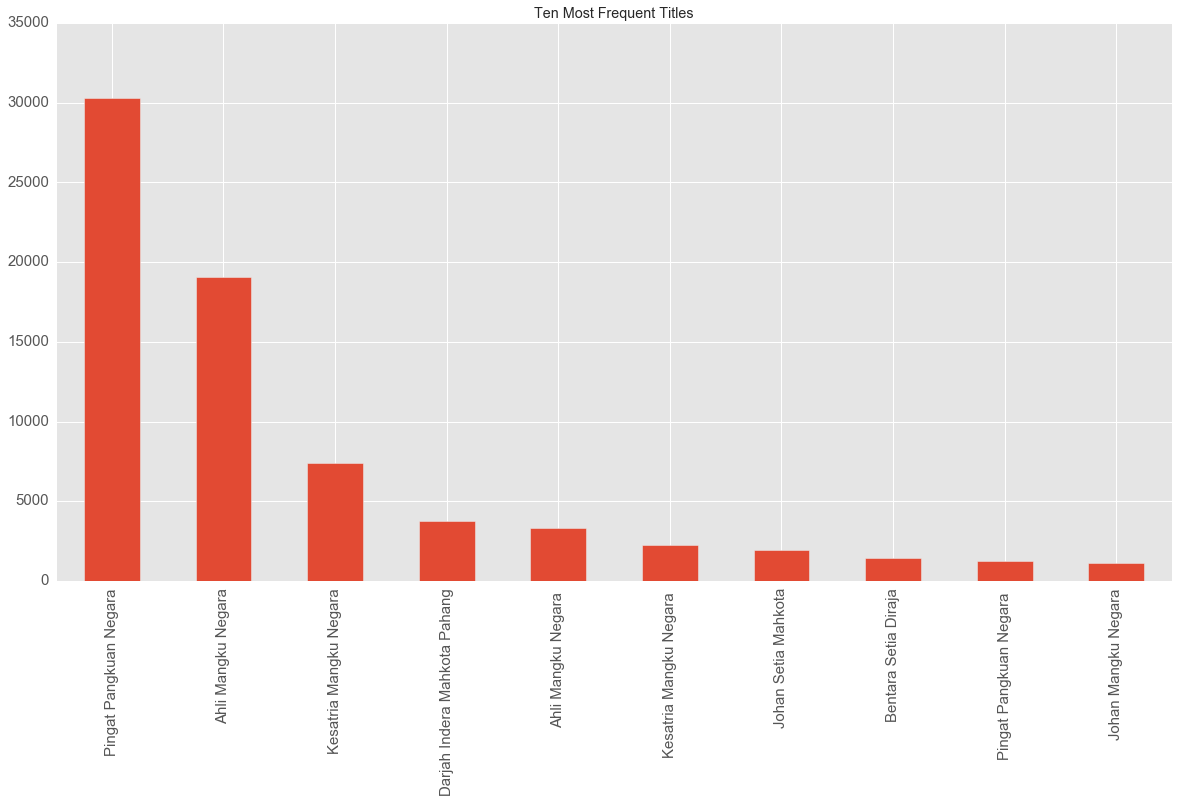 Ten Most Frequent Titles
35000
30000
25000
20000
15000
10000
5000
0
Pingat Pangkuan Negara
Ahli Mangku Negara
Kesatria Mangku Negara
Darjah Indera Mahkota Pahang
Ahli Mangku Negara
Kesatria Mangku Negara
Johan Setia Mahkota
Bentara Setia Diraja
Pingat Pangkuan Negara
Johan Mangku Negara